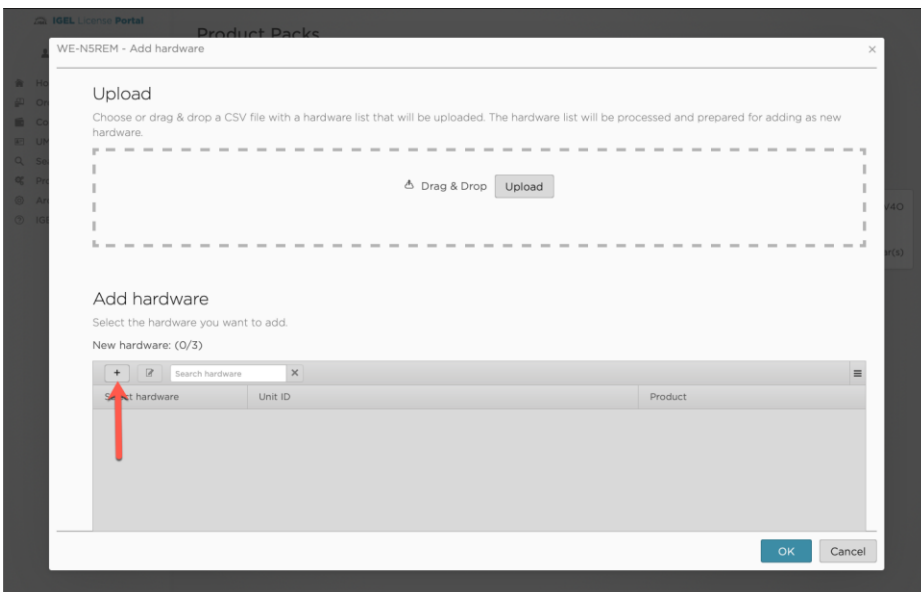 IGEL License Portal
Product Packs
WE-N5REM - Add hardware
Upload
Choose or drag & drop a CSV file with a hardware list that will be uploaded. The hardware list will be processed and prepared for adding as new
hardware.
Drag & Drop Upload
Add hardware
Select the hardware you want to add.
New hardware: (0/3)
+ Search hardware ×
Select hardware Unit ID Product
OK Cancel